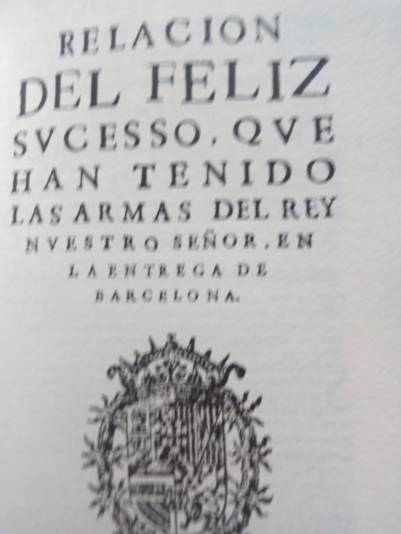 RELACION
DEL FELIZ
SVCESSO, QVE
HAN TENIDO
LAS ARMAS DEL REY
NVESTRO SEÑOR, EN
LA ENTREGA DE
BARCELONA.